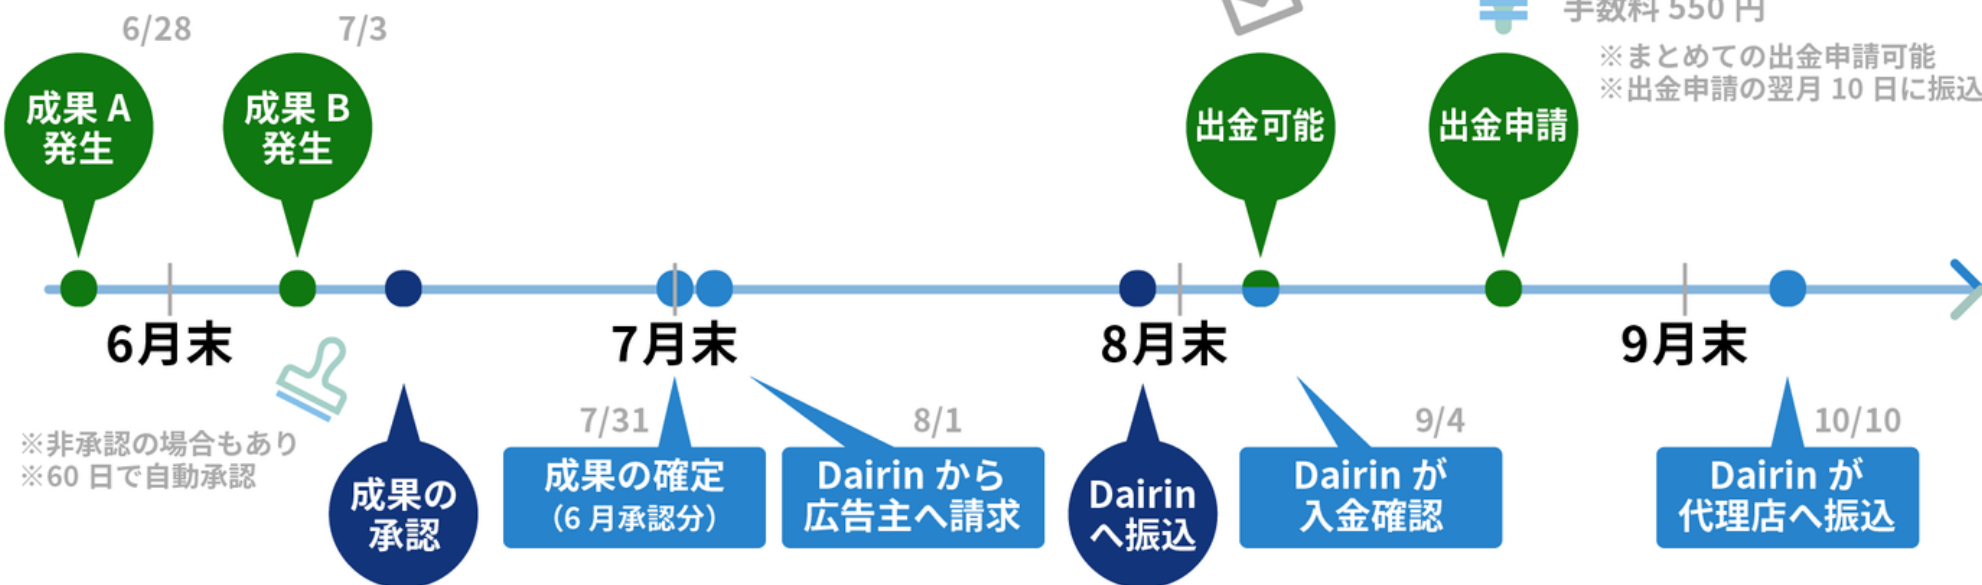 6/28
7/3
手数料 550 円
※まとめての出金申請可能
※出金申請の翌月 10 日に振込
成果 A
発生
成果 B
発生
出金可能
出金申請
6月末
7月末
8月末
9月末
※非承認の場合もあり
※60 日で自動承認
成果の
承認
7/31
成果の確定
（6 月承認分）
8/1
Dairin から
広告主へ請求
Dairin
へ振込
9/4
Dairin が
入金確認
10/10
Dairin が
代理店へ振込